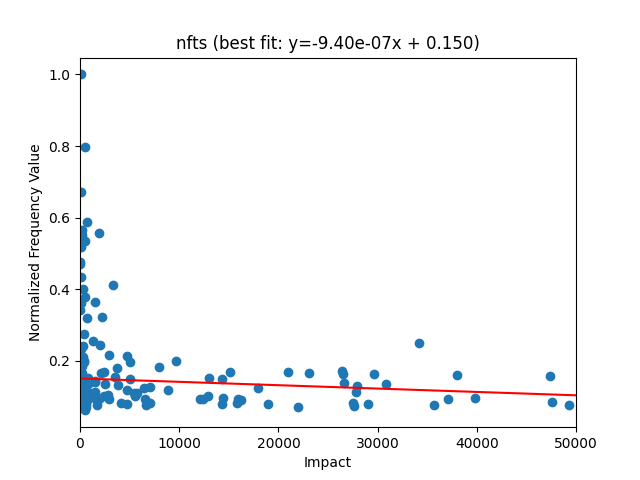 nfts (best fit: y=-9.40e-07x + 0.150)
Normalized Frequency Value
1.0
0.8
0.6
0.4
0.2
0 10000 20000 30000 40000 50000
Impact